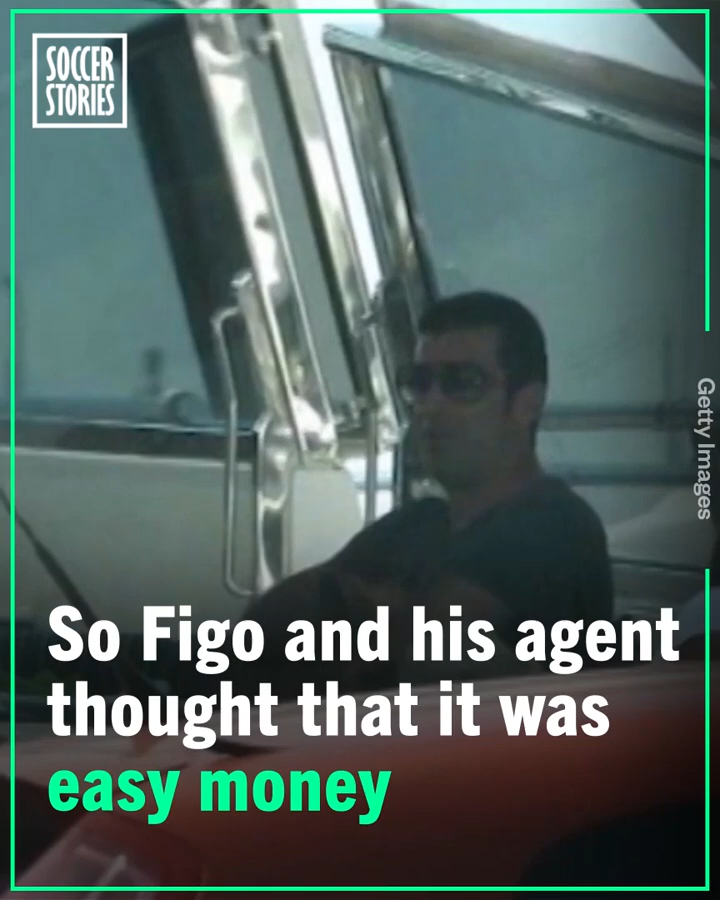 SOCCER
STORIES
Getty Images
So Figo and his agent
thought that it was
easy money